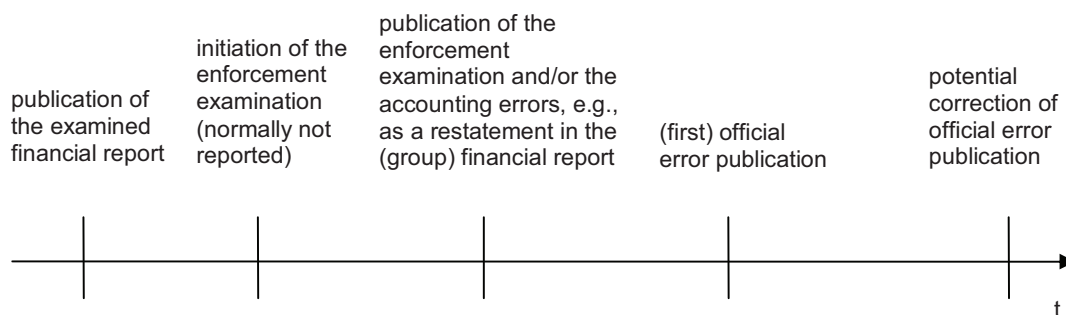 publication of
the examined
financial report
initiation of the
enforcement
examination
(normally not
reported)
publication of the
enforcement
examination and/or the
accounting errors, e.g.,
as a restatement in the
(group) financial report
(first) official
error publication
potential
correction of
official error
publication
t